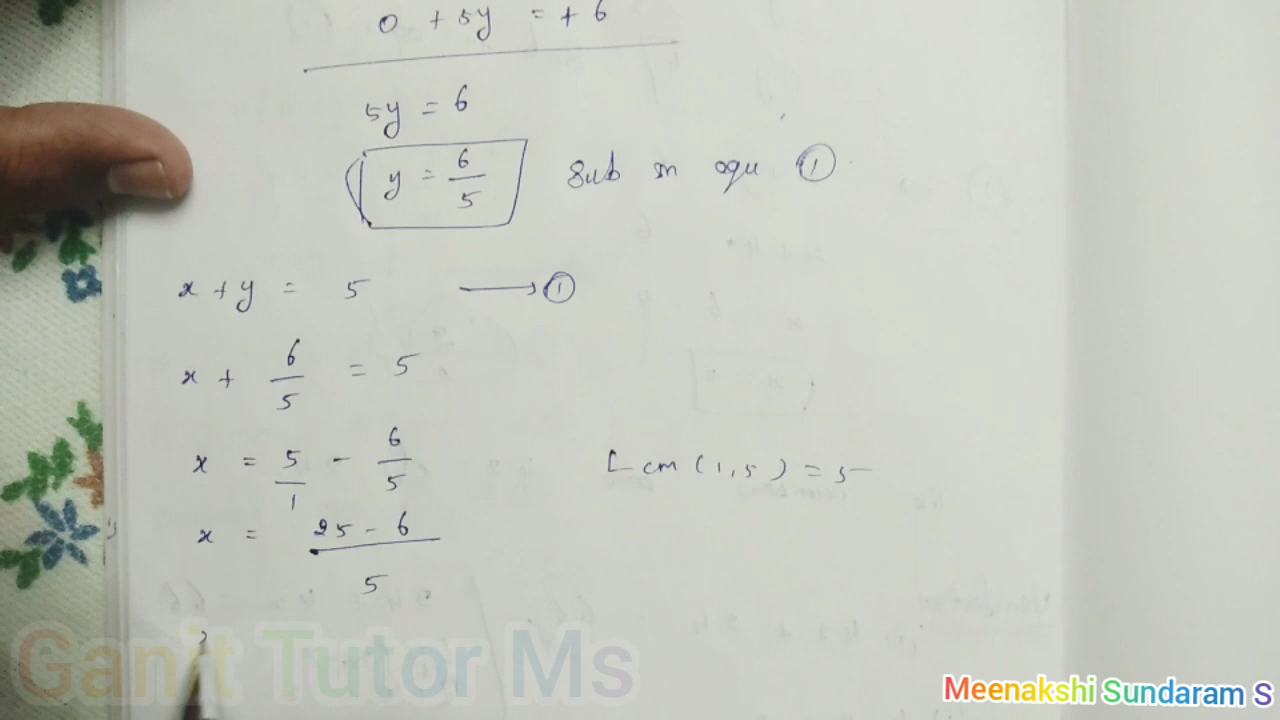 0 + 5y = + 6
5y = 6
y = 6/5 Sub in equ ①
x + y = 5 → ①
x + 6/5 = 5
x = 5/1 - 6/5 Lcm (1,5) = 5
x = 25 - 6 / 5
Ganit Tutor Ms
Meenakshi Sundaram S